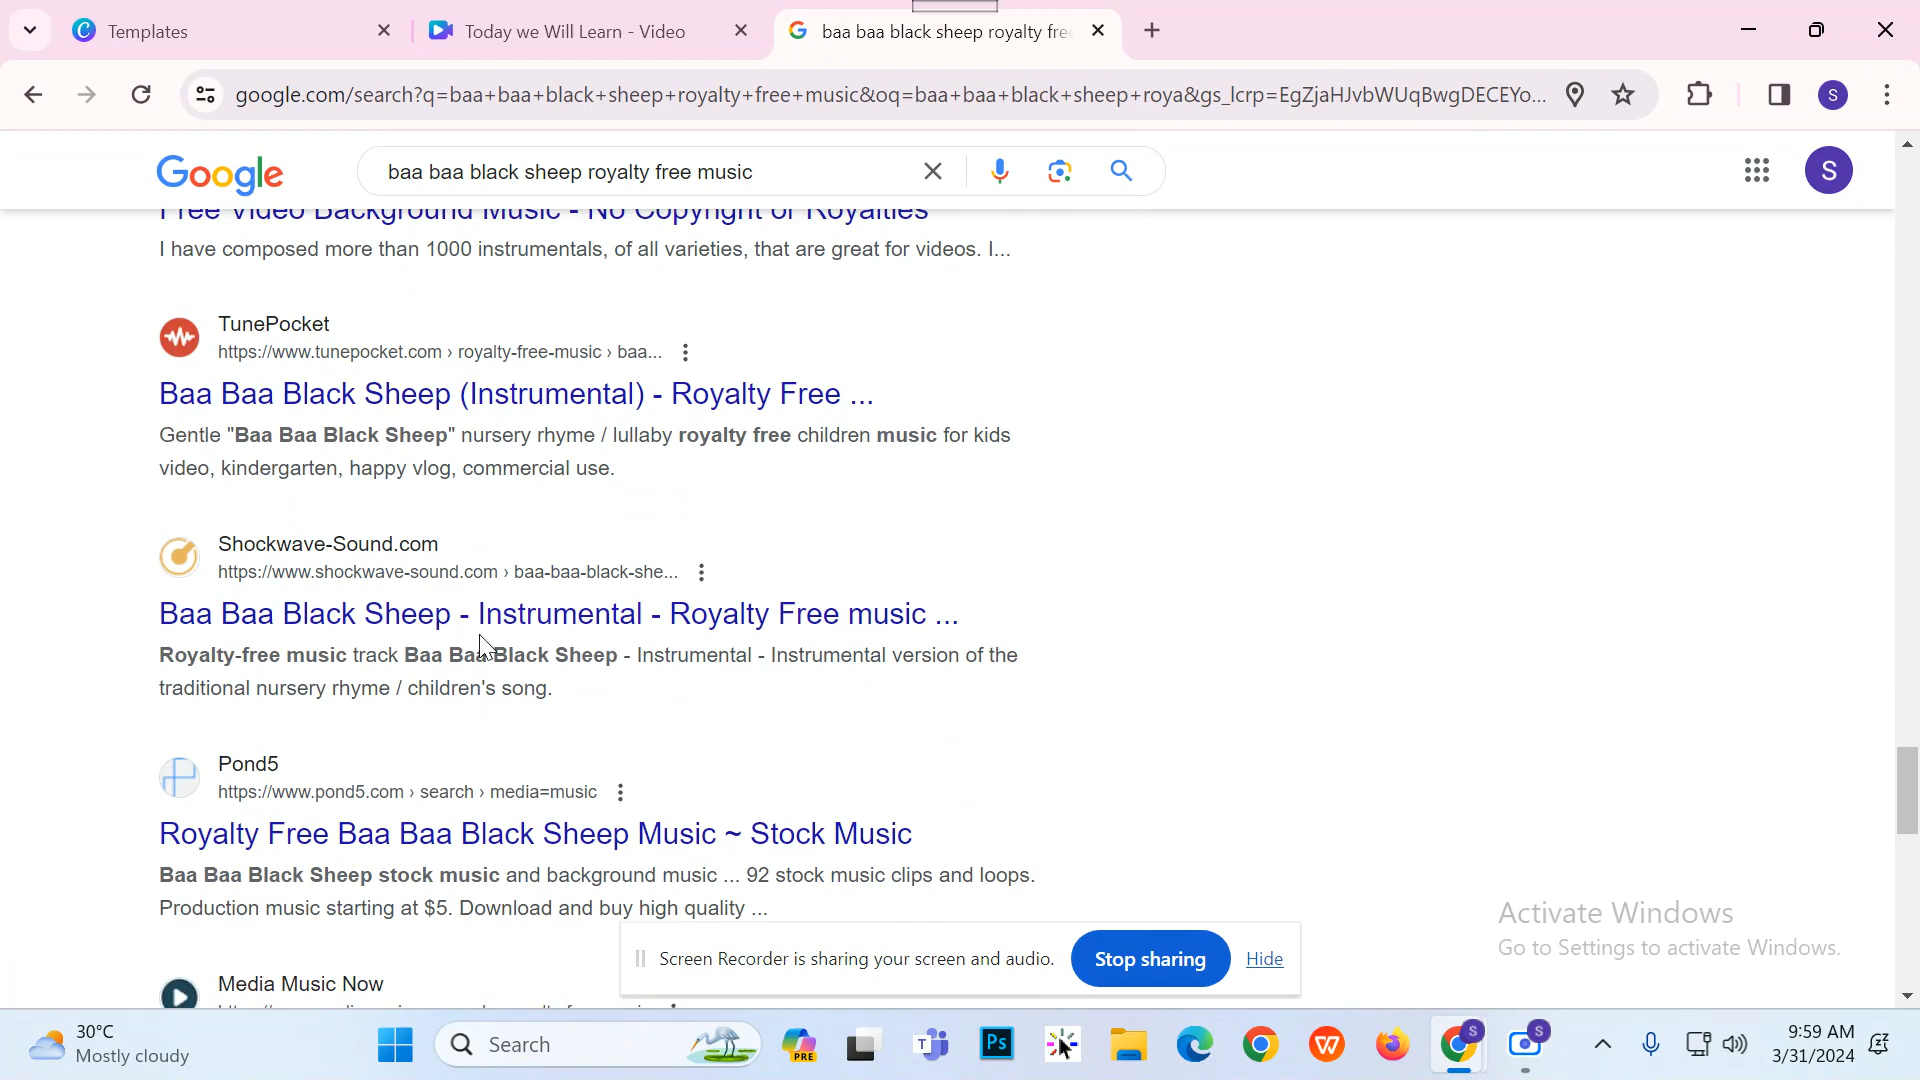 Templates
Today we Will Learn - Video
baa baa black sheep royalty fre
google.com/search?q=baa+baa+black+sheep+royalty+free+music&oq=baa+baa+black+sheep+roya&gs_lcrp=EgZjaHJvbWUqBwgDECEYo...
S
Google
baa baa black sheep royalty free music
S
Free Video Background Music - No Copyright or Royalties
I have composed more than 1000 instrumentals, of all varieties, that are great for videos. I...
TunePocket
https://www.tunepocket.com › royalty-free-music › baa...
Baa Baa Black Sheep (Instrumental) - Royalty Free ...
Gentle "Baa Baa Black Sheep" nursery rhyme / lullaby royalty free children music for kids
video, kindergarten, happy vlog, commercial use.
Shockwave-Sound.com
https://www.shockwave-sound.com › baa-baa-black-she...
Baa Baa Black Sheep - Instrumental - Royalty Free music ...
Royalty-free music track Baa Baa Black Sheep - Instrumental - Instrumental version of the
traditional nursery rhyme / children's song.
Pond5
https://www.pond5.com › search › media=music
Royalty Free Baa Baa Black Sheep Music ~ Stock Music
Baa Baa Black Sheep stock music and background music ... 92 stock music clips and loops.
Production music starting at $5. Download and buy high quality ...
Activate Windows
Go to Settings to activate Windows.
Screen Recorder is sharing your screen and audio.
Stop sharing
Hide
Media Music Now
30°C
Mostly cloudy
Search
PRE
T
Ps
W
S
S
9:59 AM
3/31/2024